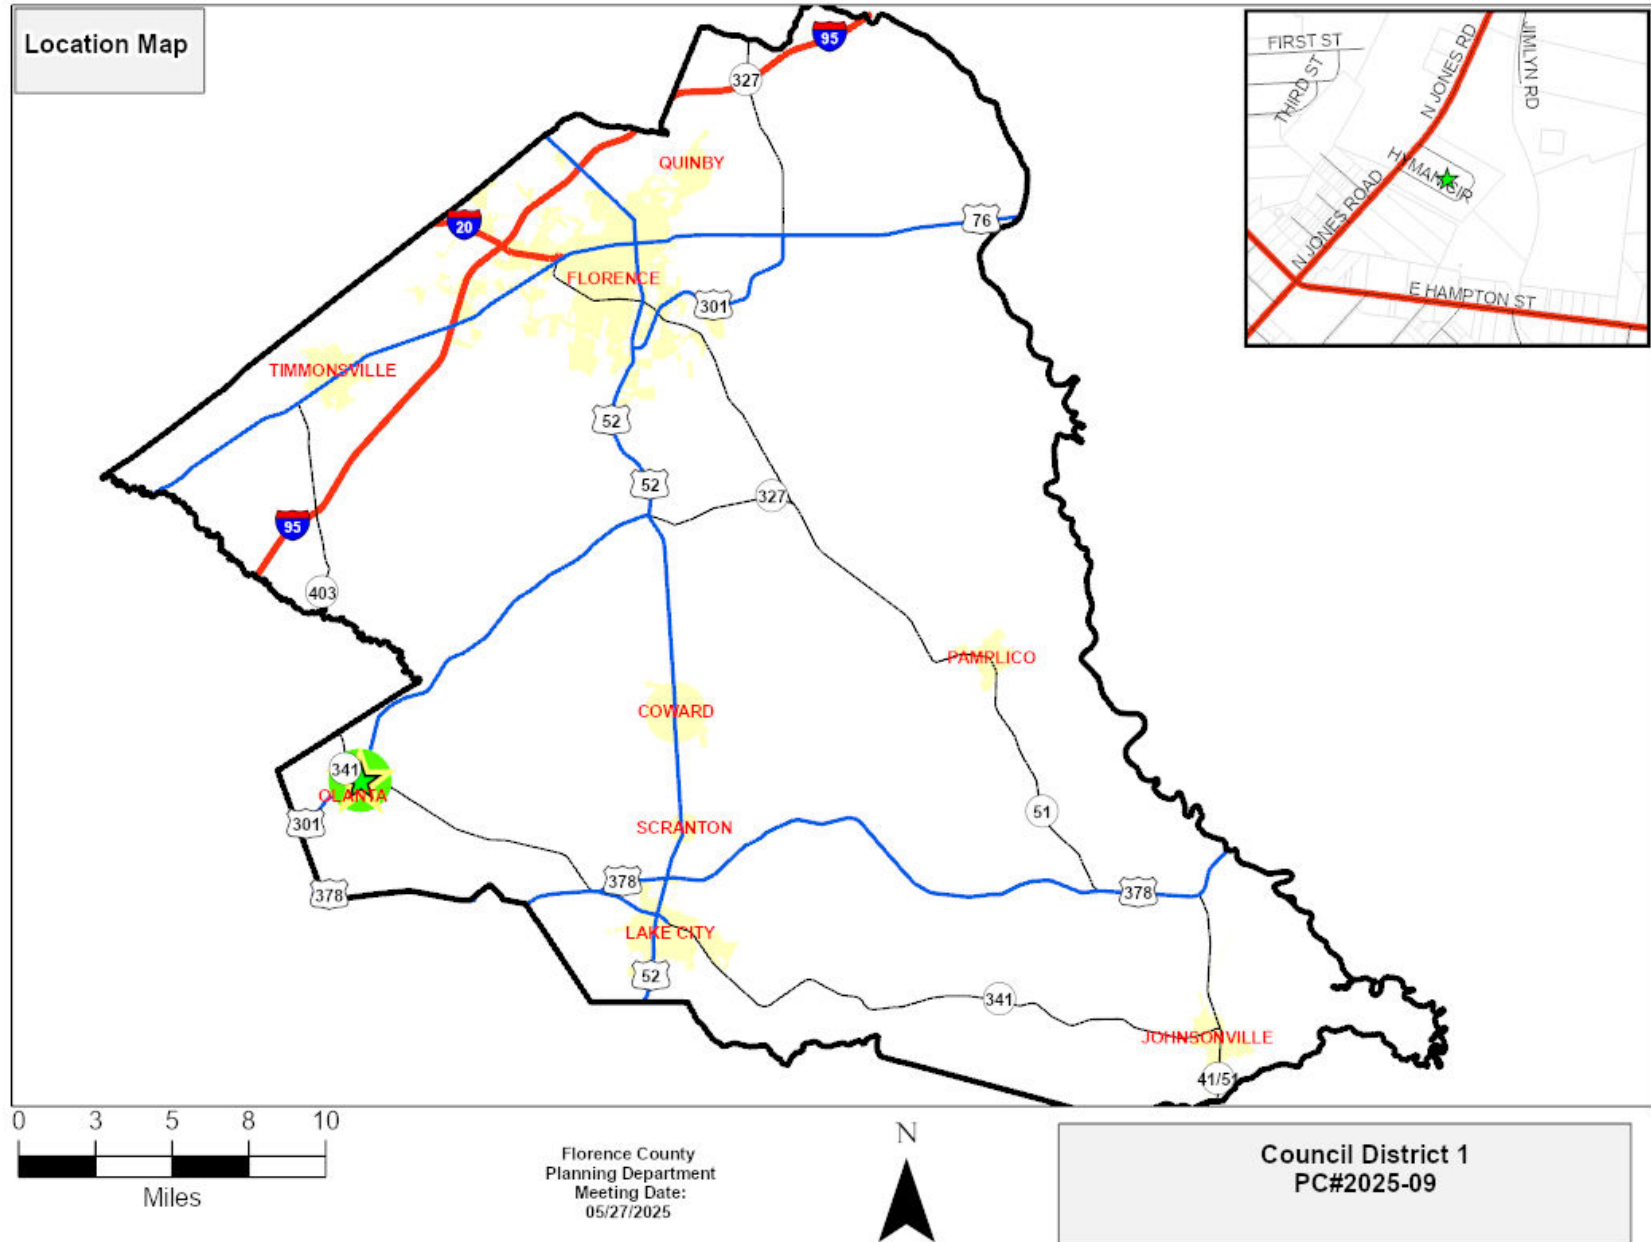 Location Map
95
327
QUINBY
20
76
FLORENCE
301
TIMMONSVILLE
52
52
327
95
403
PAMPLICO
COWARD
341
OLANTA
301
51
SCRANTON
378
378
378
LAKE CITY
52
341
JOHNSONVILLE
41/51
FIRST ST
THIRD ST
N JONES RD
JIMLYN RD
HYMAN CIR
N JONES ROAD
E HAMPTON ST
0 3 5 8 10
Miles
Florence County
Planning Department
Meeting Date:
05/27/2025
N
Council District 1
PC#2025-09